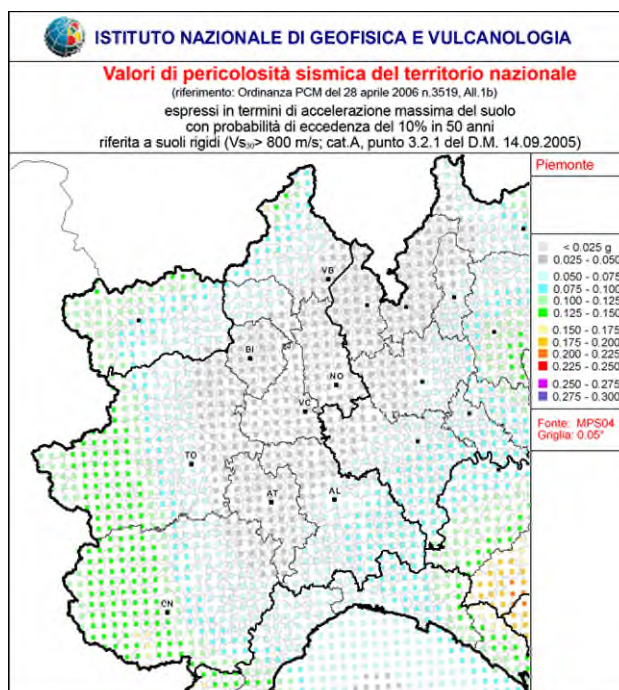 ISTITUTO NAZIONALE DI GEOFISICA E VULCANOLOGIA
Valori di pericolosità sismica del territorio nazionale
(riferimento: Ordinanza PCM del 28 aprile 2006 n.3519, All.1b)
espressi in termini di accelerazione massima del suolo
con probabilità di eccedenza del 10% in 50 anni
riferita a suoli rigidi (Vs₃₀> 800 m/s; cat.A, punto 3.2.1 del D.M. 14.09.2005)
Piemonte
< 0.025 g
0.025 - 0.050
0.050 - 0.075
0.075 - 0.100
0.100 - 0.125
0.125 - 0.150
0.150 - 0.175
0.175 - 0.200
0.200 - 0.225
0.225 - 0.250
0.250 - 0.275
0.275 - 0.300
Fonte: MPS04
Griglia: 0.05°
VB
BI
NO
VC
TO
AT
AL
CN